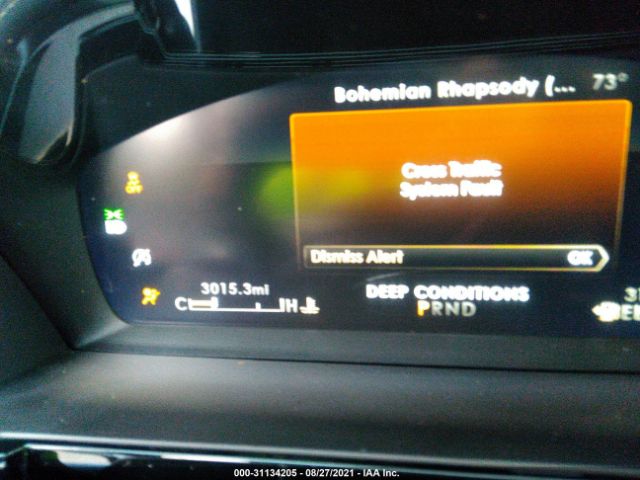 Bohemian Rhapsody (... 73°
Cross Traffic
System Fault
OFF
Dismiss Alert OK
3015.3mi DEEP CONDITIONS
C H PRND
000-31134205 - 08/27/2021 - IAA Inc.